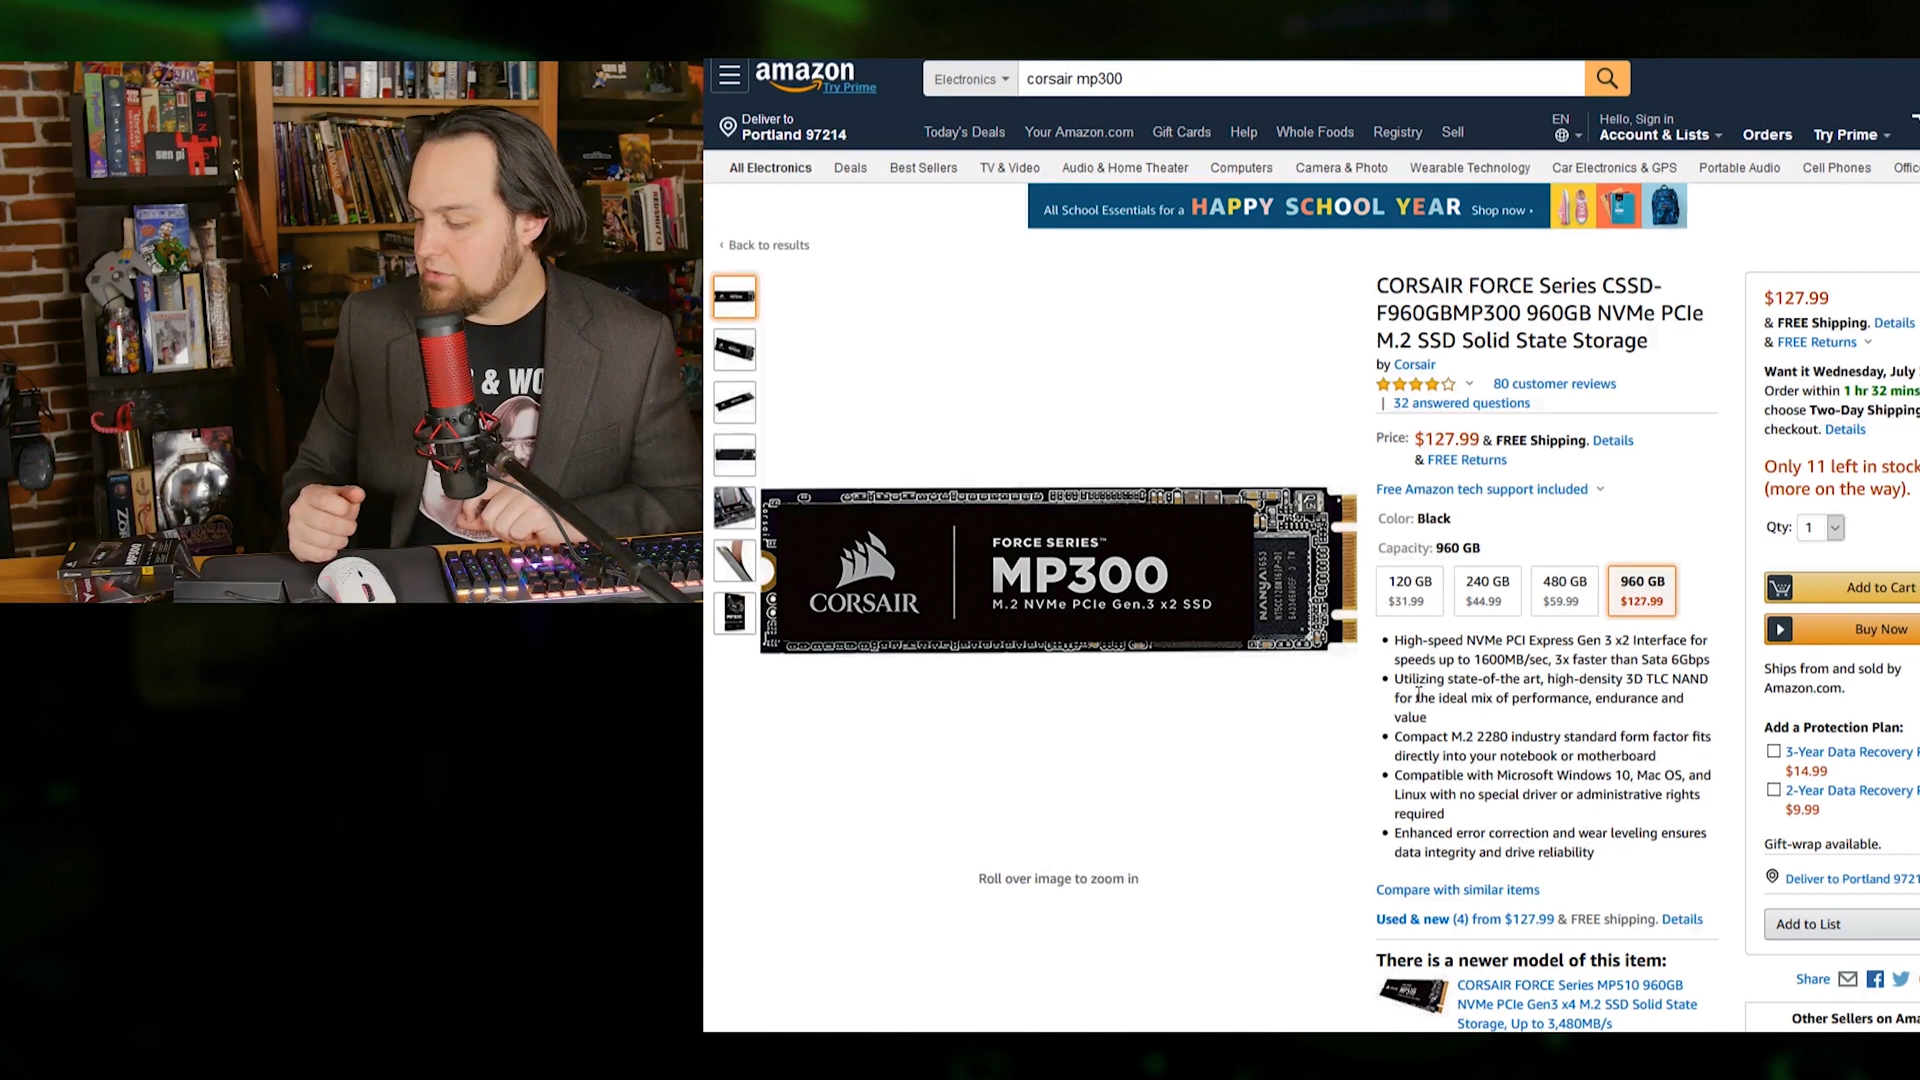 amazon
Try Prime
Electronics
corsair mp300
Deliver to
Portland 97214
Today's Deals
Your Amazon.com
Gift Cards
Help
Whole Foods
Registry
Sell
EN
Hello, Sign in
Account & Lists
Orders
Try Prime
All Electronics
Deals
Best Sellers
TV & Video
Audio & Home Theater
Computers
Camera & Photo
Wearable Technology
Car Electronics & GPS
Portable Audio
Cell Phones
Offic
All School Essentials for a HAPPY SCHOOL YEAR Shop now ›
‹ Back to results
CORSAIR FORCE Series CSSD-
F960GBMP300 960GB NVMe PCIe
M.2 SSD Solid State Storage
by Corsair
80 customer reviews
| 32 answered questions
Price: $127.99 & FREE Shipping. Details
& FREE Returns
Free Amazon tech support included
Color: Black
Capacity: 960 GB
120 GB
$31.99
240 GB
$44.99
480 GB
$59.99
960 GB
$127.99
• High-speed NVMe PCI Express Gen 3 x2 Interface for
speeds up to 1600MB/sec, 3x faster than Sata 6Gbps
• Utilizing state-of-the art, high-density 3D TLC NAND
for the ideal mix of performance, endurance and
value
• Compact M.2 2280 industry standard form factor fits
directly into your notebook or motherboard
• Compatible with Microsoft Windows 10, Mac OS, and
Linux with no special driver or administrative rights
required
• Enhanced error correction and wear leveling ensures
data integrity and drive reliability
Compare with similar items
Used & new (4) from $127.99 & FREE shipping. Details
There is a newer model of this item:
CORSAIR FORCE Series MP510 960GB
NVMe PCIe Gen3 x4 M.2 SSD Solid State
Storage, Up to 3,480MB/s
CORSAIR
FORCE SERIES™
MP300
M.2 NVMe PCIe Gen.3 x2 SSD
NANYA
Roll over image to zoom in
$127.99
& FREE Shipping. Details
& FREE Returns
Want it Wednesday, July
Order within 1 hr 32 mins
choose Two-Day Shipping
checkout. Details
Only 11 left in stock
(more on the way).
Qty: 1
Add to Cart
Buy Now
Ships from and sold by
Amazon.com.
Add a Protection Plan:
3-Year Data Recovery P
$14.99
2-Year Data Recovery P
$9.99
Gift-wrap available.
Deliver to Portland 9721
Add to List
Share
Other Sellers on Ama
sen pi
sen pi
DUNE
& WO
MP300